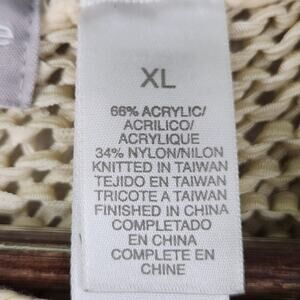 XL
66% ACRYLIC/
ACRILICO/
ACRYLIQUE
34% NYLON/NILON
KNITTED IN TAIWAN
TEJIDO EN TAIWAN
TRICOTE A TAIWAN
FINISHED IN CHINA
COMPLETADO
EN CHINA
COMPLETE EN
CHINE